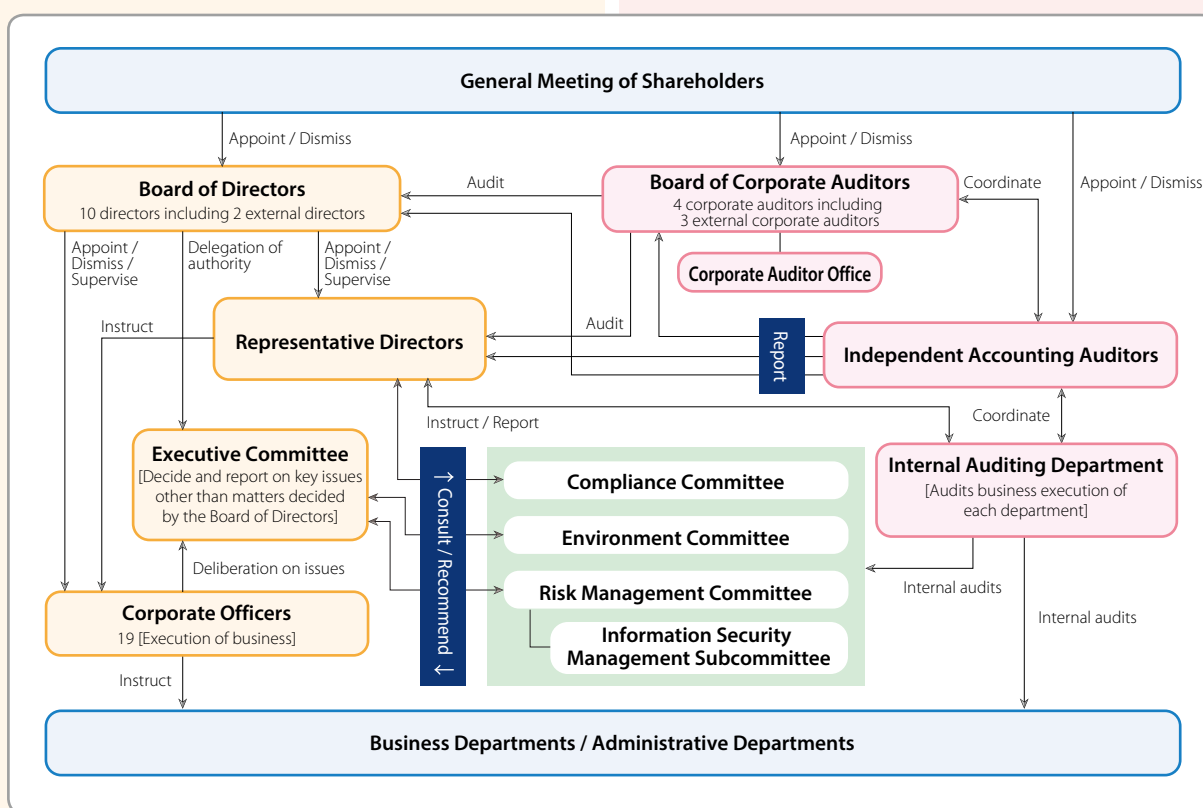 General Meeting of Shareholders
Appoint / Dismiss
Appoint / Dismiss
Appoint / Dismiss
Board of Directors
10 directors including 2 external directors
Audit
Board of Corporate Auditors
4 corporate auditors including
3 external corporate auditors
Coordinate
Corporate Auditor Office
Appoint /
Dismiss /
Supervise
Delegation of
authority
Appoint /
Dismiss /
Supervise
Instruct
Representative Directors
Audit
Report
Independent Accounting Auditors
Instruct / Report
Coordinate
Executive Committee
[Decide and report on key issues
other than matters decided
by the Board of Directors]
↑ Consult / Recommend ↓
Compliance Committee
Environment Committee
Risk Management Committee
Information Security
Management Subcommittee
Internal Auditing Department
[Audits business execution of
each department]
Deliberation on issues
Internal audits
Internal audits
Corporate Officers
19 [Execution of business]
Instruct
Business Departments / Administrative Departments